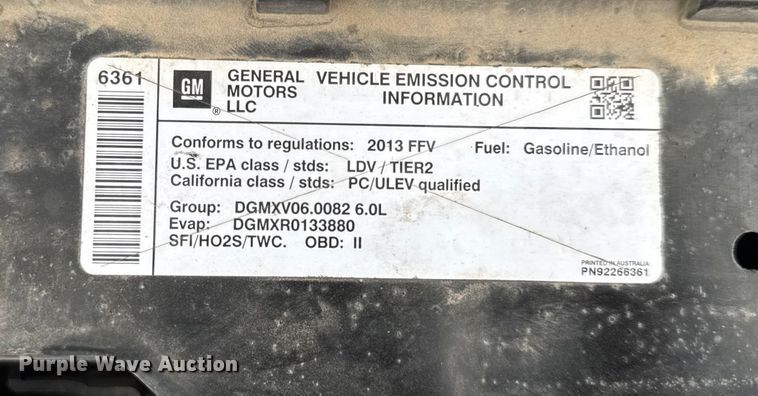 6361
GM
®
GENERAL MOTORS LLC
VEHICLE EMISSION CONTROL INFORMATION
Conforms to regulations: 2013 FFV Fuel: Gasoline/Ethanol
U.S. EPA class / stds: LDV / TIER2
California class / stds: PC/ULEV qualified
Group: DGMXV06.0082 6.0L
Evap: DGMXR0133880
SFI/HO2S/TWC. OBD: II
PRINTED IN AUSTRALIA
PN92266361
Purple Wave Auction